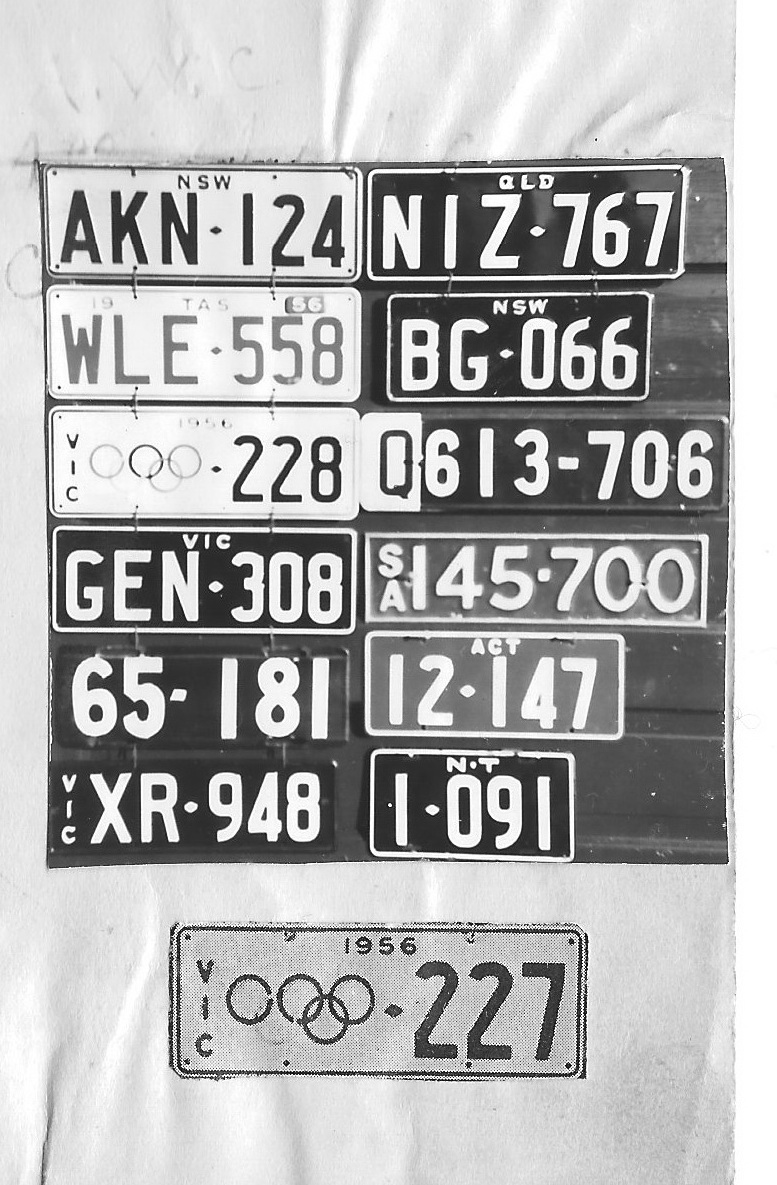 NSW
AKN·124
QLD
NIZ·767
19 TAS 56
WLE·558
NSW
BG·066
1956
VIC ·228
Q613-706
VIC
GEN·308
SA 145·700
65-181
ACT
12·147
VIC XR·948
N·T
1·091
1956
VIC ·227